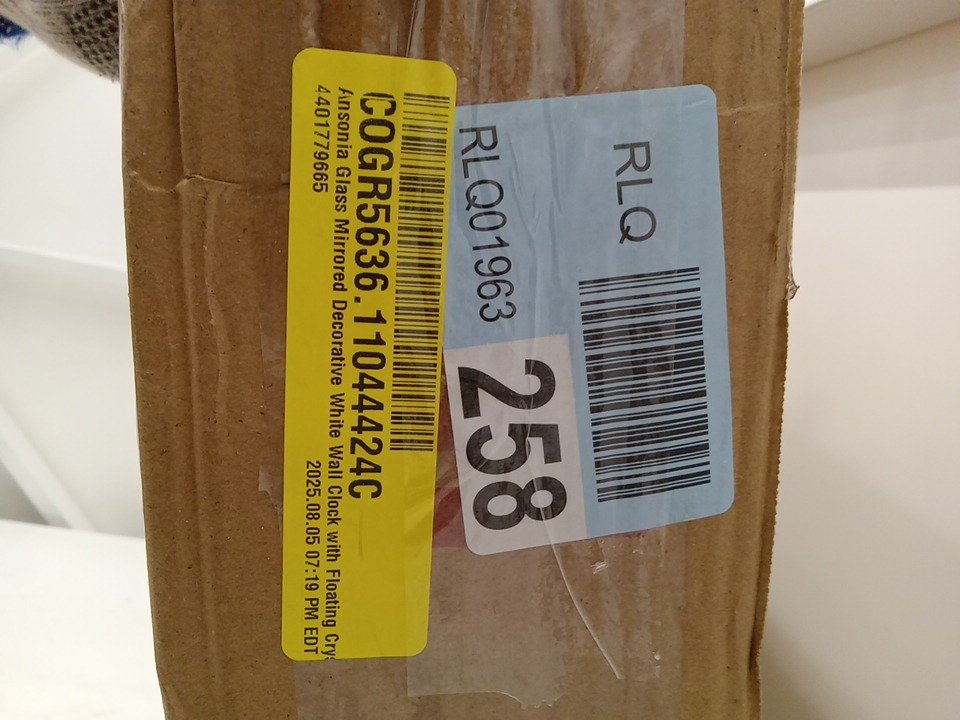 RLQ
RLQ01963
258
COGR5636.11044424C
Ansonia Glass Mirrored Decorative White Wall Clock with Floating Crys
4401779665
2025.08.05 07:19 PM EDT